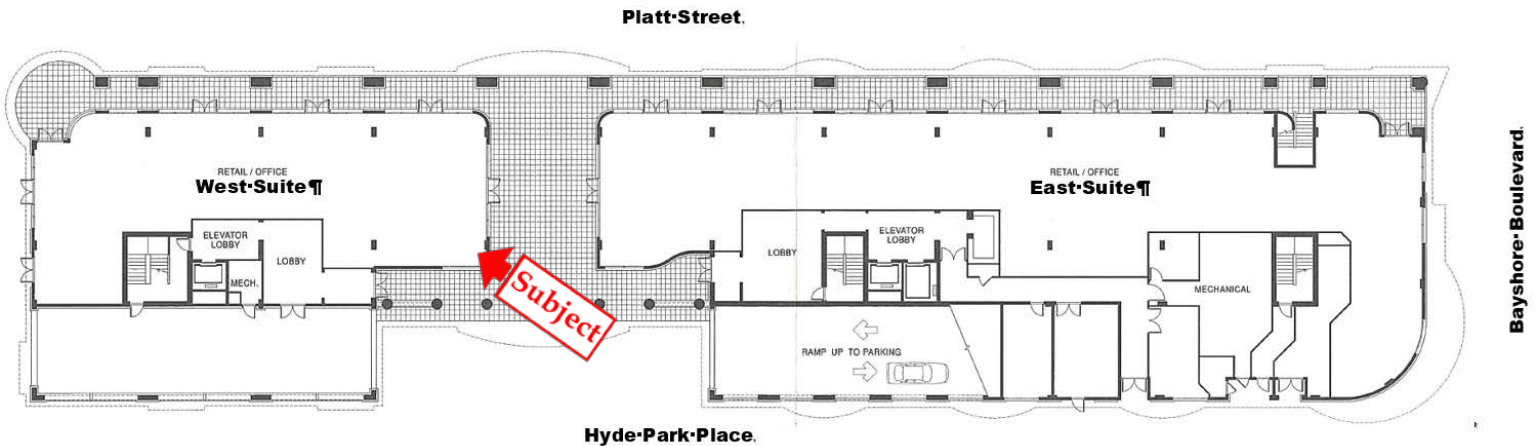 Platt·Street.
RETAIL / OFFICE
West·Suite¶
RETAIL / OFFICE
East·Suite¶
ELEVATOR
LOBBY
LOBBY
MECH.
Subject
LOBBY
ELEVATOR
LOBBY
MECHANICAL
RAMP UP TO PARKING
Bayshore·Boulevard.
Hyde·Park·Place.